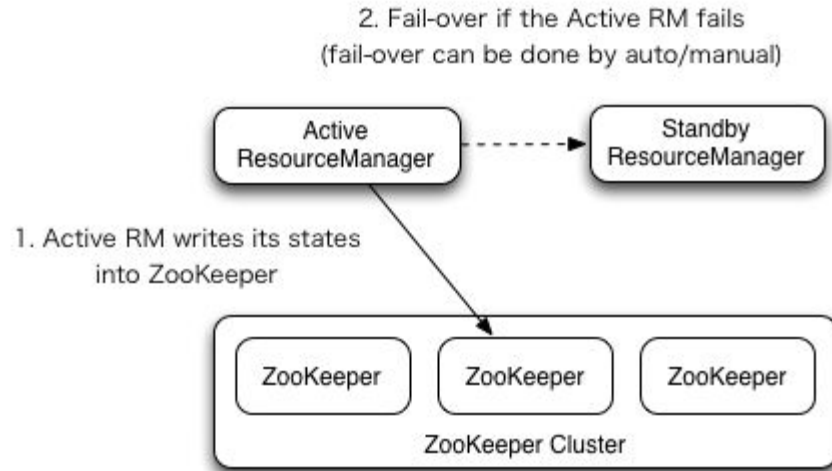 2. Fail-over if the Active RM fails
(fail-over can be done by auto/manual)
Active
ResourceManager
Standby
ResourceManager
1. Active RM writes its states
into ZooKeeper
ZooKeeper
ZooKeeper
ZooKeeper
ZooKeeper Cluster